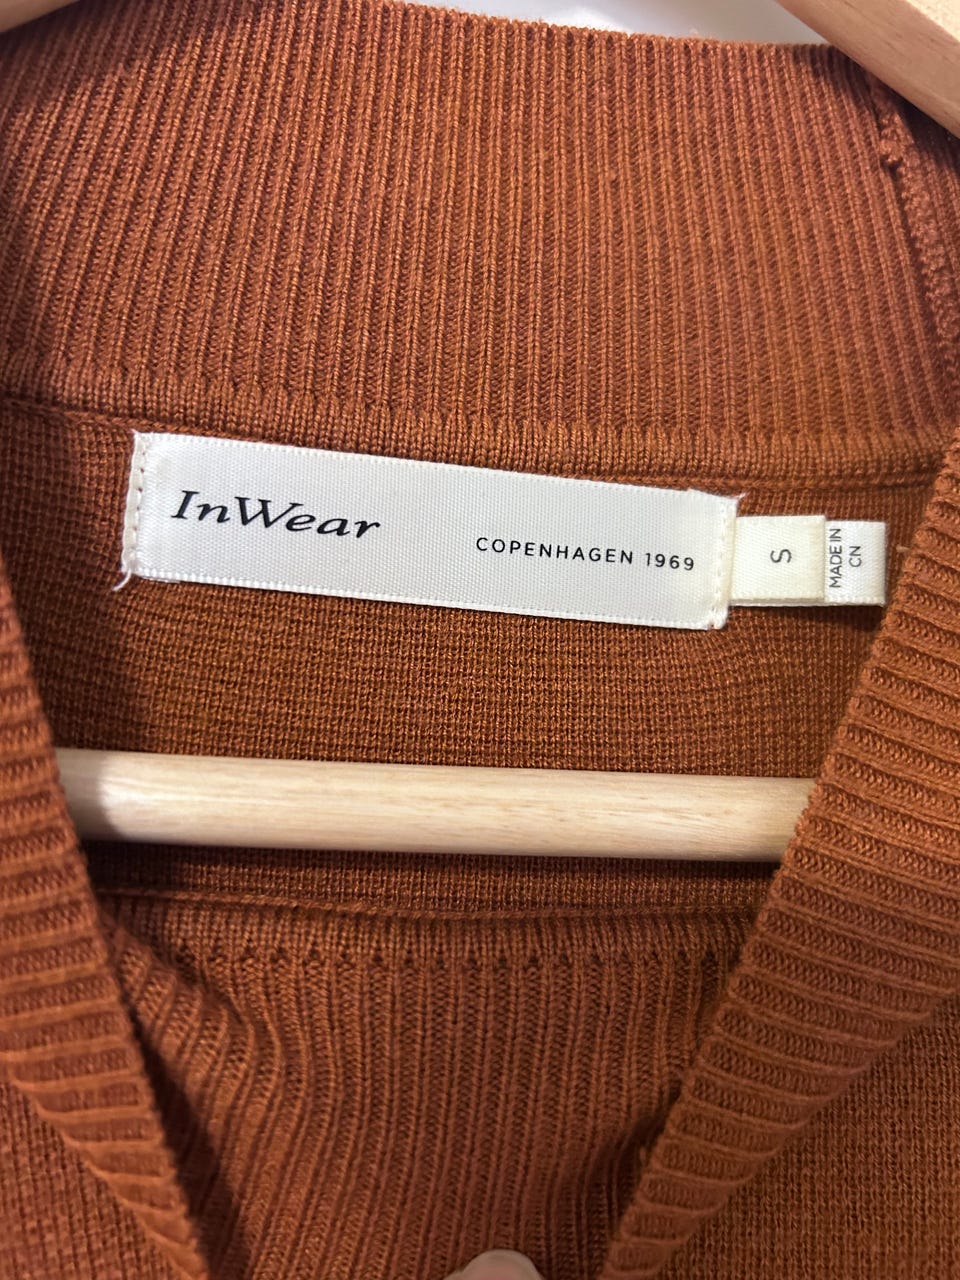 InWear
COPENHAGEN 1969
S
MADE IN
CN